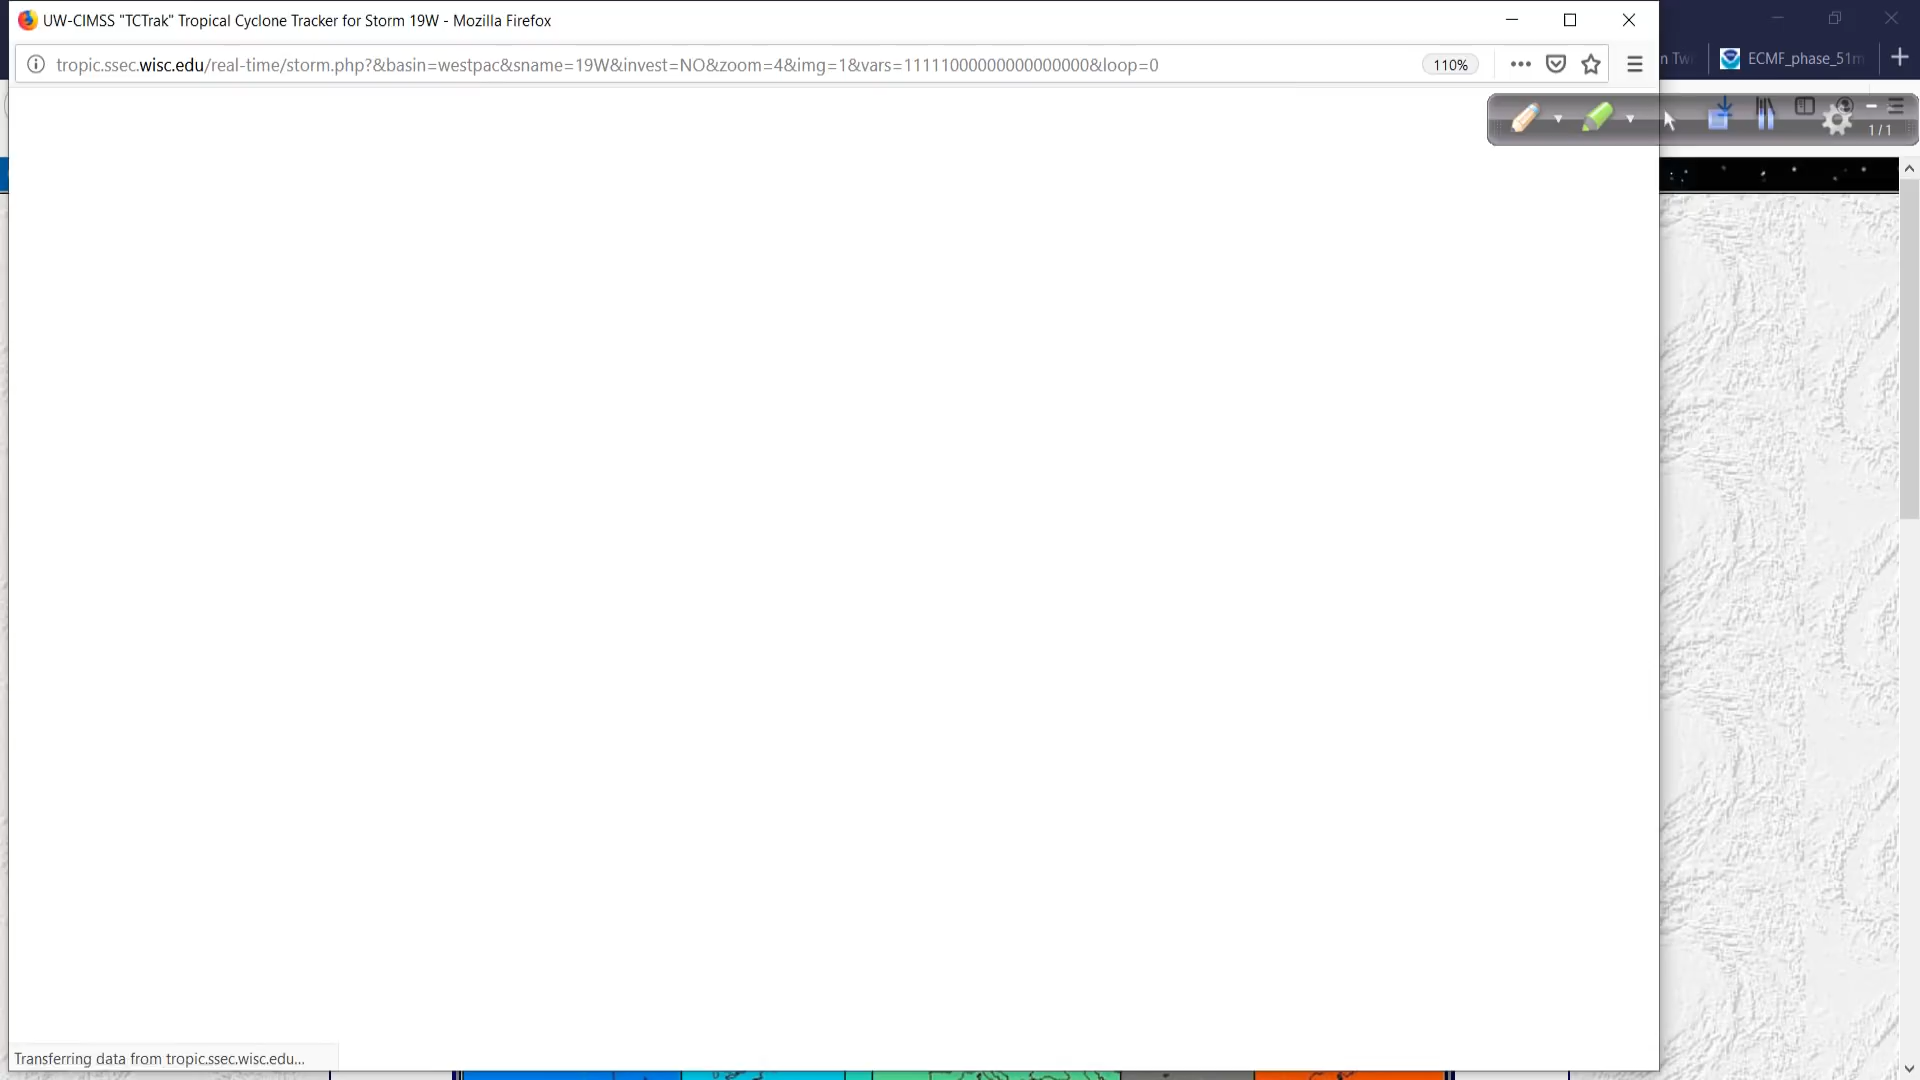 UW-CIMSS "TCTrak" Tropical Cyclone Tracker for Storm 19W - Mozilla Firefox
tropic.ssec.wisc.edu/real-time/storm.php?&basin=westpac&sname=19W&invest=NO&zoom=4&img=1&vars=11111000000000000000&loop=0
110%
n Tw
ECMF_phase_51m
1/1
Transferring data from tropic.ssec.wisc.edu...